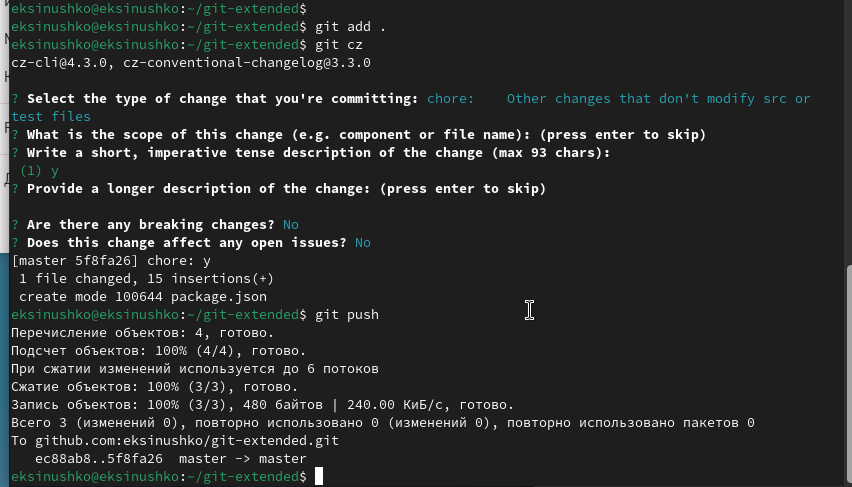 eksinushko@eksinushko:~/git-extended$
eksinushko@eksinushko:~/git-extended$ git add .
eksinushko@eksinushko:~/git-extended$ git cz
cz-cli@4.3.0, cz-conventional-changelog@3.3.0
? Select the type of change that you're committing: chore:    Other changes that don't modify src or
test files
? What is the scope of this change (e.g. component or file name): (press enter to skip)
? Write a short, imperative tense description of the change (max 93 chars):
 (1) y
? Provide a longer description of the change: (press enter to skip)
? Are there any breaking changes? No
? Does this change affect any open issues? No
[master 5f8fa26] chore: y
 1 file changed, 15 insertions(+)
 create mode 100644 package.json
eksinushko@eksinushko:~/git-extended$ git push
Перечисление объектов: 4, готово.
Подсчет объектов: 100% (4/4), готово.
При сжатии изменений используется до 6 потоков
Сжатие объектов: 100% (3/3), готово.
Запись объектов: 100% (3/3), 480 байтов | 240.00 КиБ/с, готово.
Всего 3 (изменений 0), повторно использовано 0 (изменений 0), повторно использовано пакетов 0
To github.com:eksinushko/git-extended.git
   ec88ab8..5f8fa26  master -> master
eksinushko@eksinushko:~/git-extended$